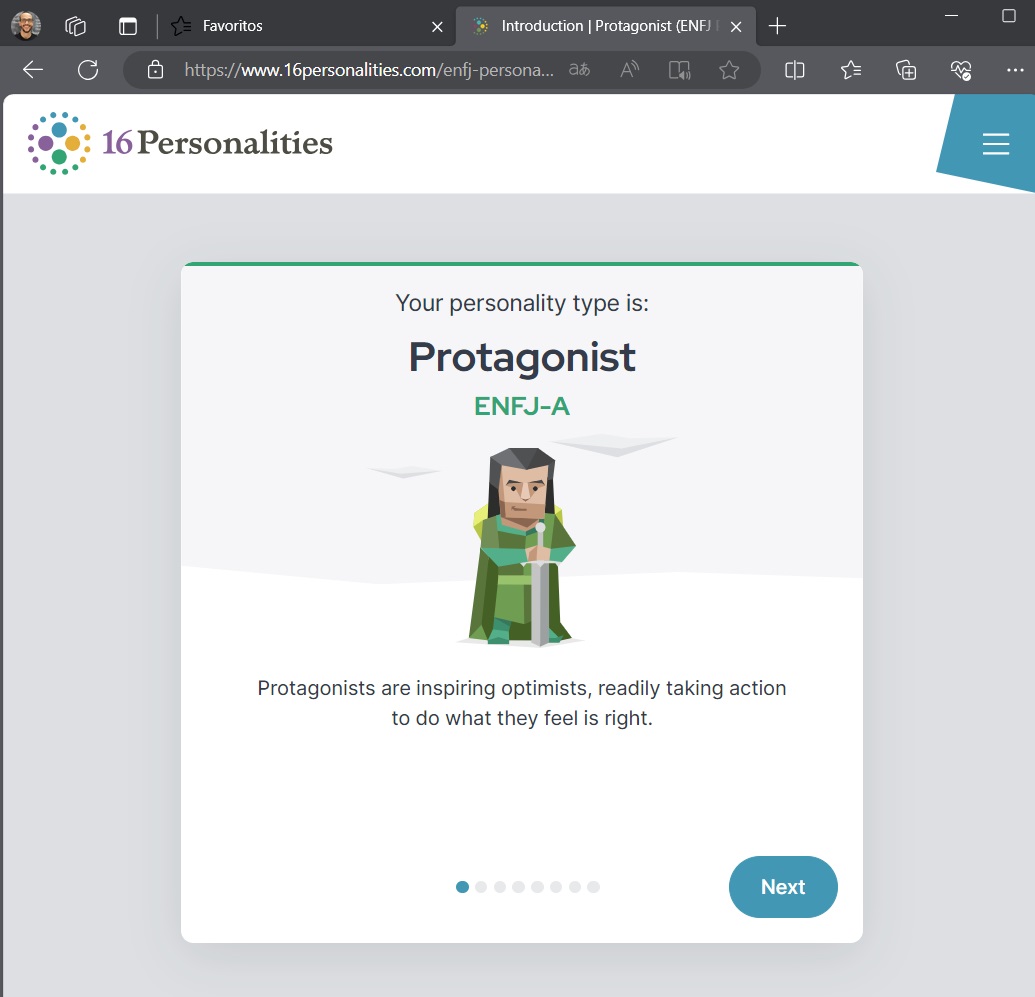 Favoritos
Introduction | Protagonist (ENFJ
https://www.16personalities.com/enfj-persona...
16Personalities
Your personality type is:
Protagonist
ENFJ-A
Protagonists are inspiring optimists, readily taking action
to do what they feel is right.
Next